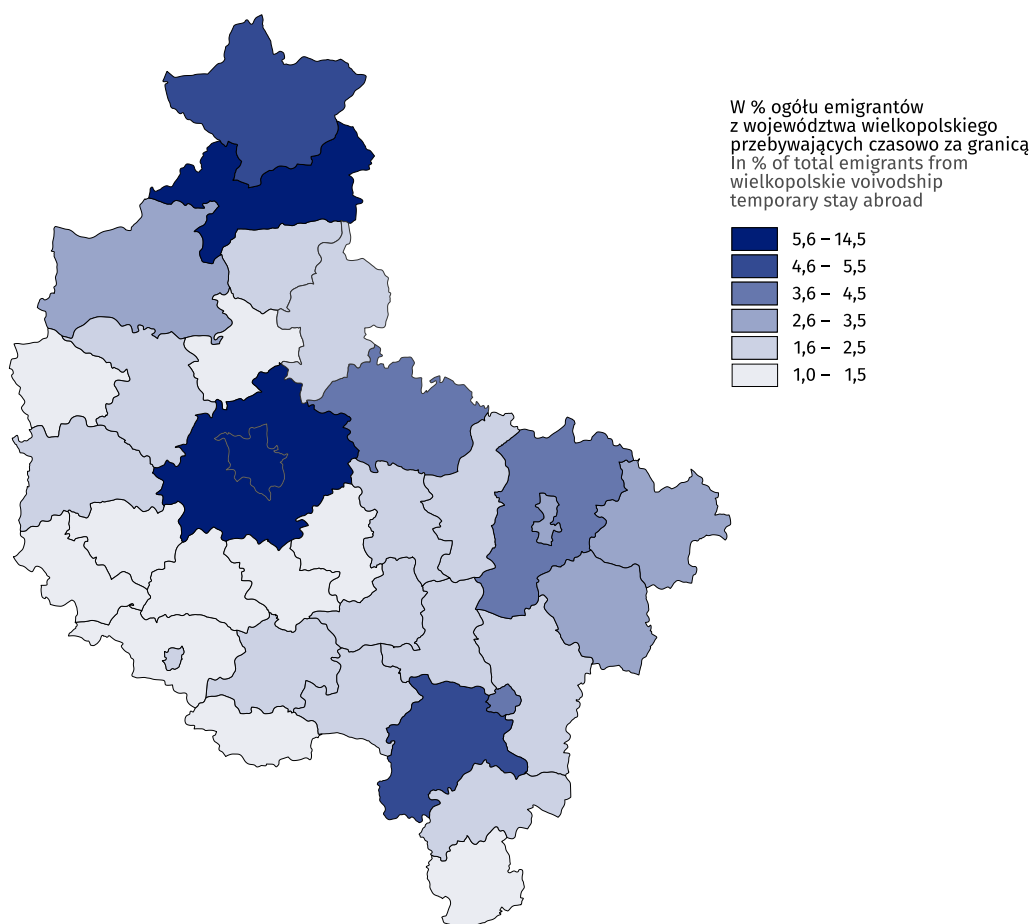 W % ogółu emigrantów
z województwa wielkopolskiego
przebywających czasowo za granicą
In % of total emigrants from
wielkopolskie voivodship
temporary stay abroad
5,6 – 14,5
4,6 – 5,5
3,6 – 4,5
2,6 – 3,5
1,6 – 2,5
1,0 – 1,5